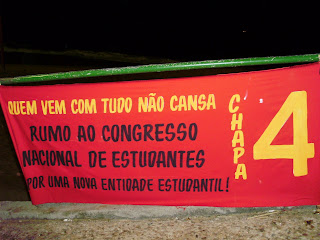 QUEM VEM COM TUDO NÃO CANSA
RUMO AO CONGRESSO
NACIONAL DE ESTUDANTES
POR UMA NOVA ENTIDADE ESTUDANTIL!
CHAPA
4